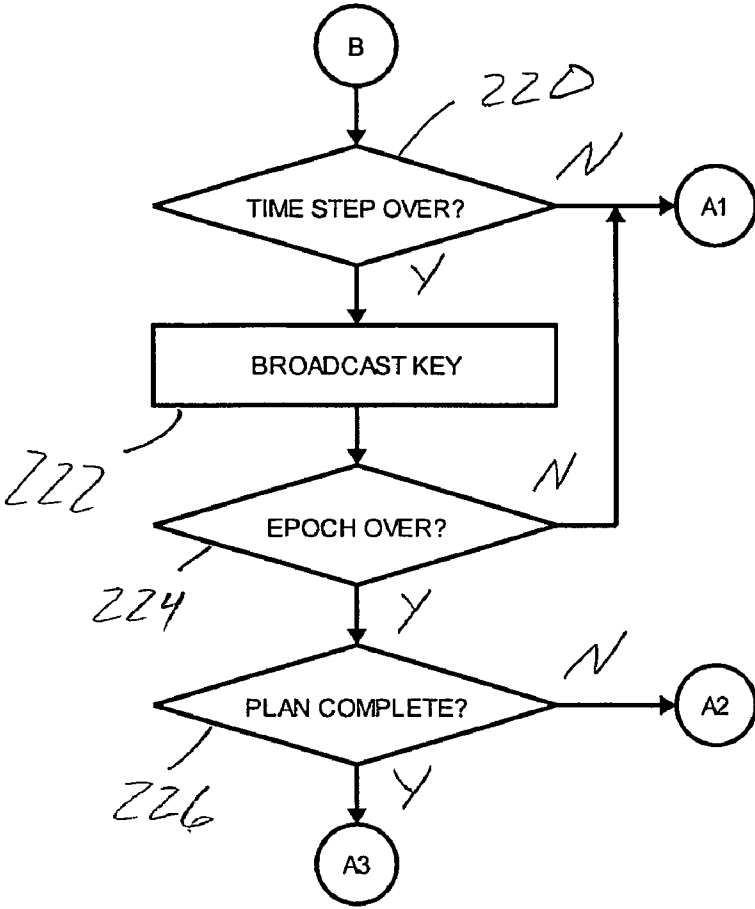 B
220
N
TIME STEP OVER?
A1
Y
BROADCAST KEY
222
N
EPOCH OVER?
224
Y
N
PLAN COMPLETE?
A2
226
Y
A3